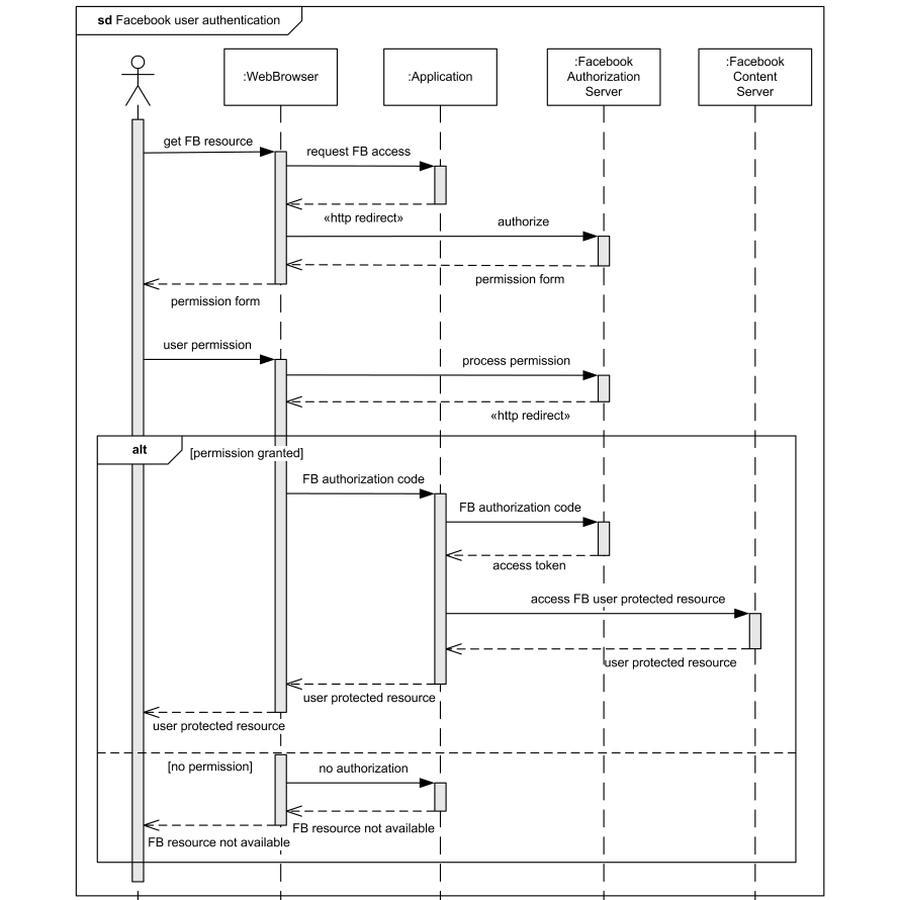 sd Facebook user authentication
:WebBrowser
:Application
:Facebook
Authorization
Server
:Facebook
Content
Server
get FB resource
request FB access
«http redirect»
authorize
permission form
permission form
user permission
process permission
«http redirect»
alt
[permission granted]
FB authorization code
FB authorization code
access token
access FB user protected resource
user protected resource
user protected resource
user protected resource
[no permission]
no authorization
FB resource not available
FB resource not available